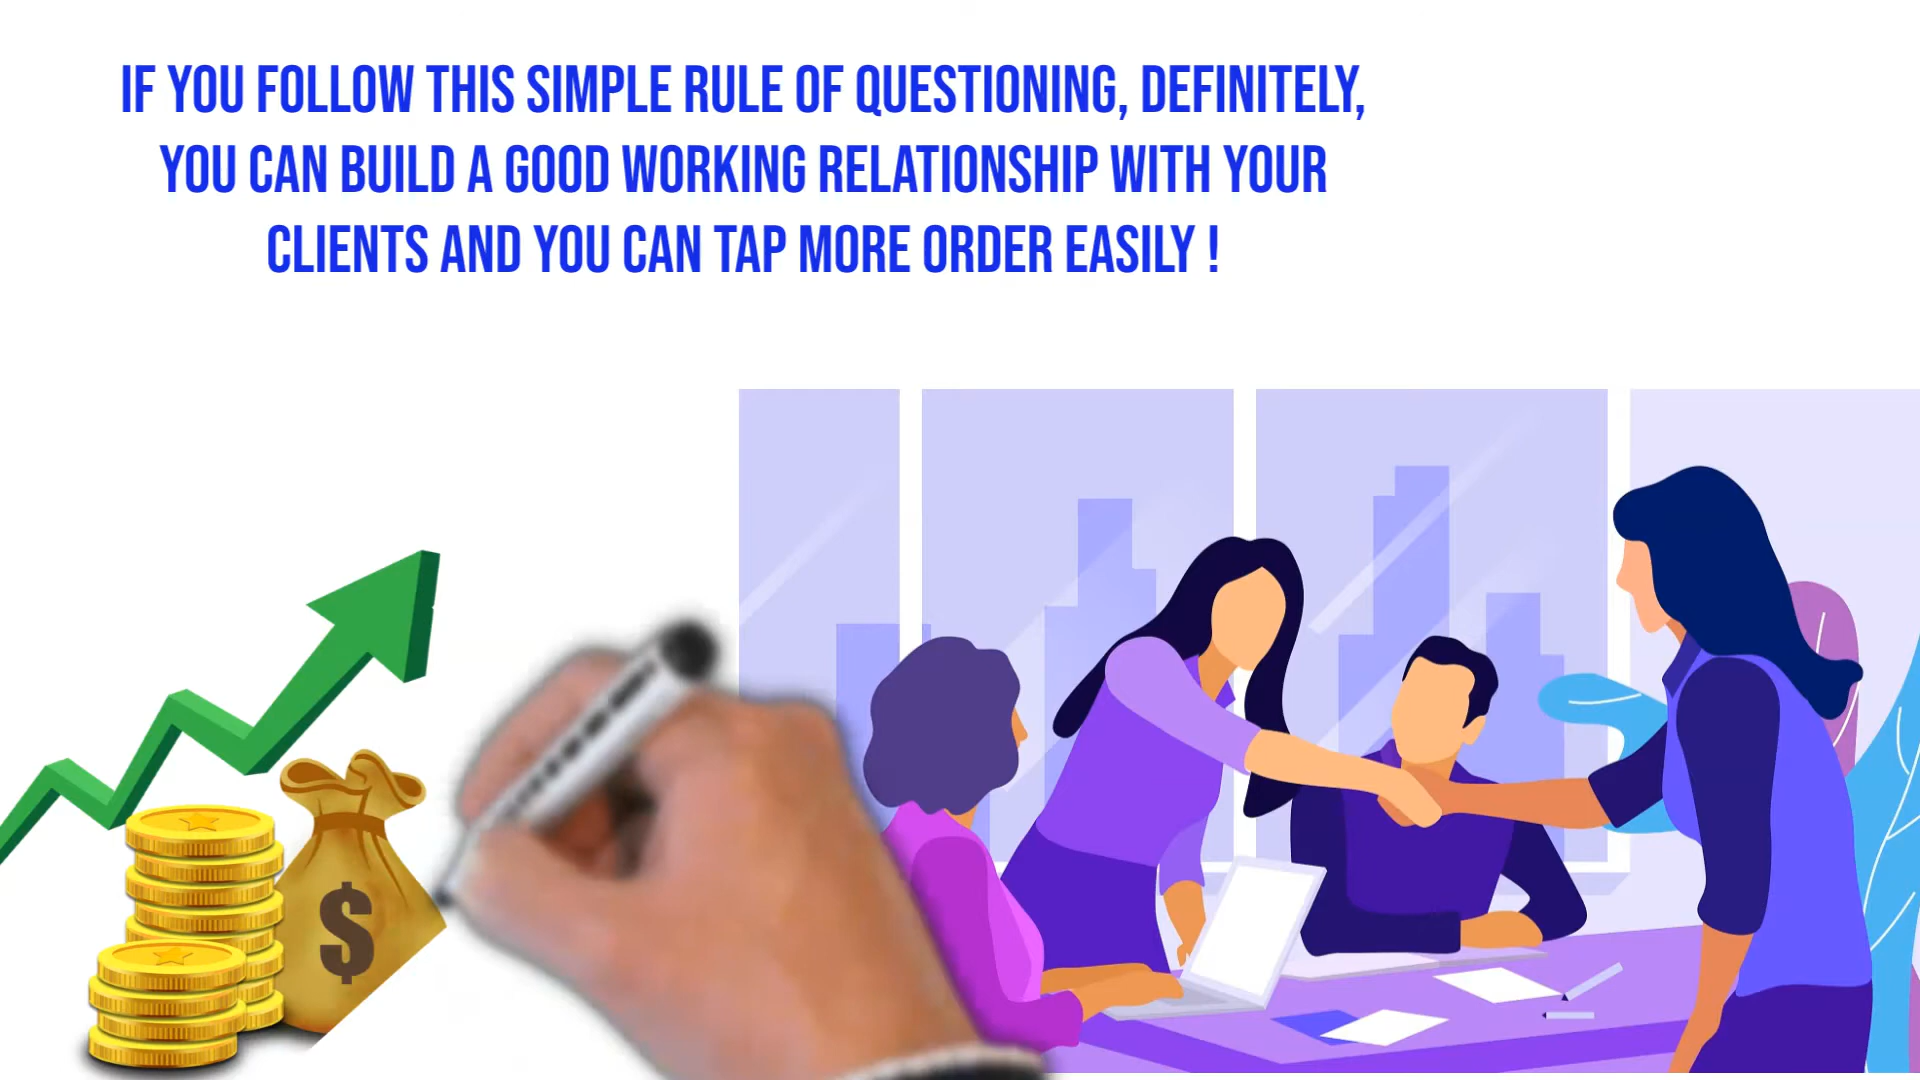 IF YOU FOLLOW THIS SIMPLE RULE OF QUESTIONING, DEFINITELY,
YOU CAN BUILD A GOOD WORKING RELATIONSHIP WITH YOUR
CLIENTS AND YOU CAN TAP MORE ORDER EASILY !
$